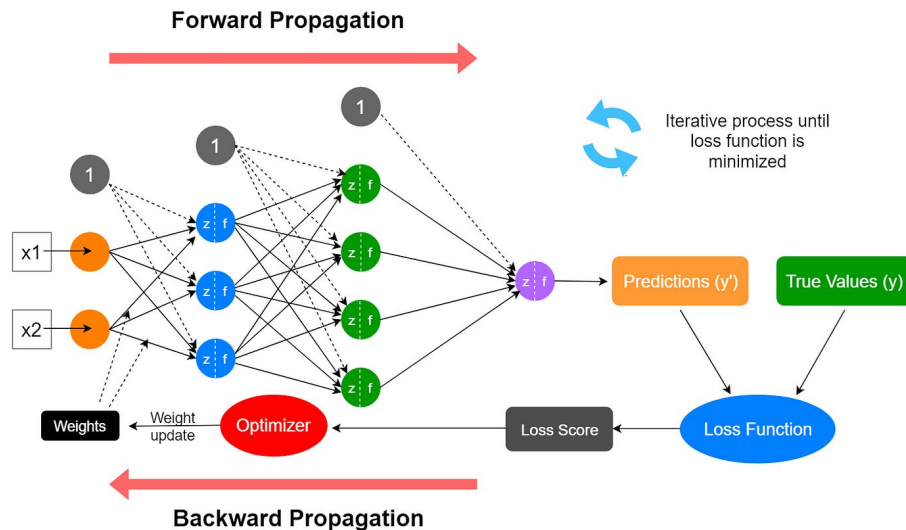 Forward Propagation
1
1
1
Iterative process until
loss function is
minimized
z f
z f
z f
z f
z f
z f
z f
z f
x1
x2
Predictions (y')
True Values (y)
Weights
Weight
update
Optimizer
Loss Score
Loss Function
Backward Propagation